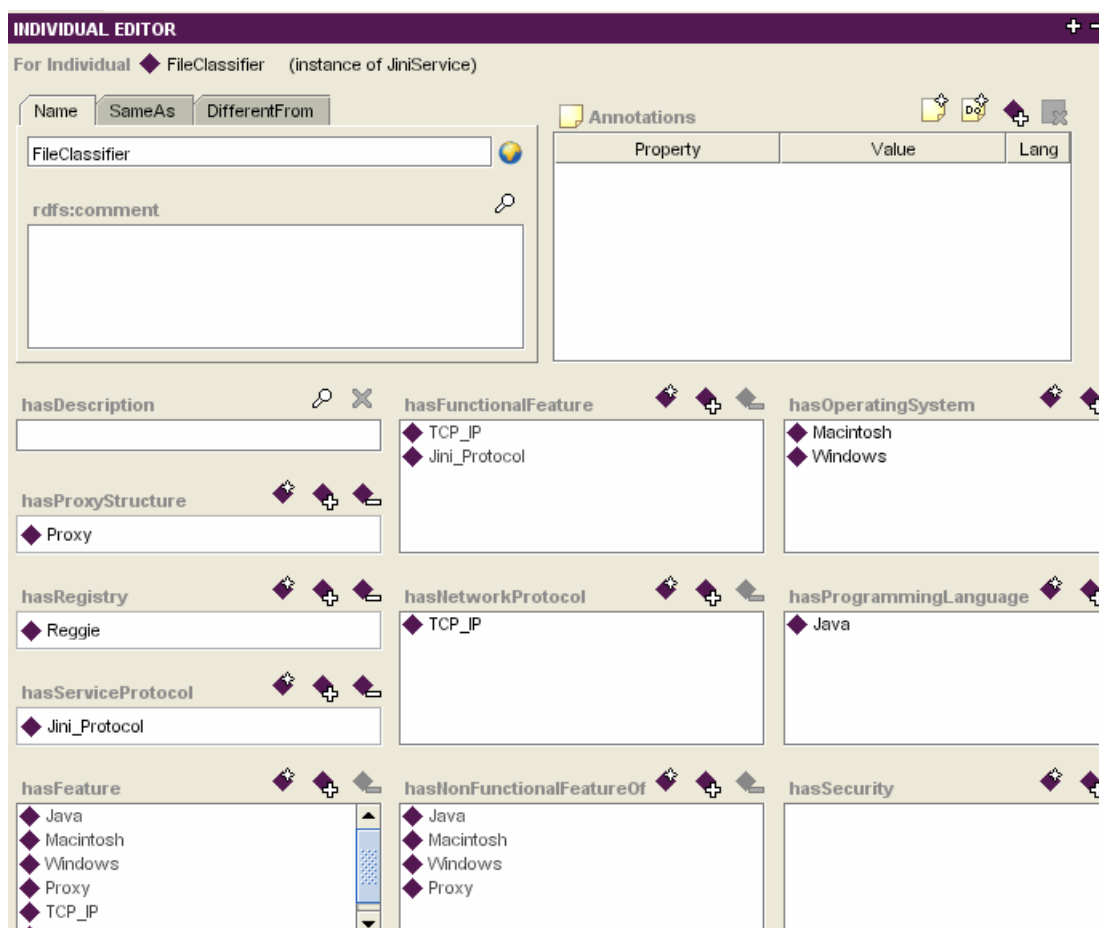 INDIVIDUAL EDITOR
For Individual FileClassifier (instance of JiniService)
Name SameAs DifferentFrom
FileClassifier
rdfs:comment
Annotations
Property Value Lang
hasDescription
hasProxyStructure
Proxy
hasRegistry
Reggie
hasServiceProtocol
Jini_Protocol
hasFeature
Java
Macintosh
Windows
Proxy
TCP_IP
hasFunctionalFeature
TCP_IP
Jini_Protocol
hasNetworkProtocol
TCP_IP
hasNonFunctionalFeatureOf
Java
Macintosh
Windows
Proxy
hasOperatingSystem
Macintosh
Windows
hasProgrammingLanguage
Java
hasSecurity